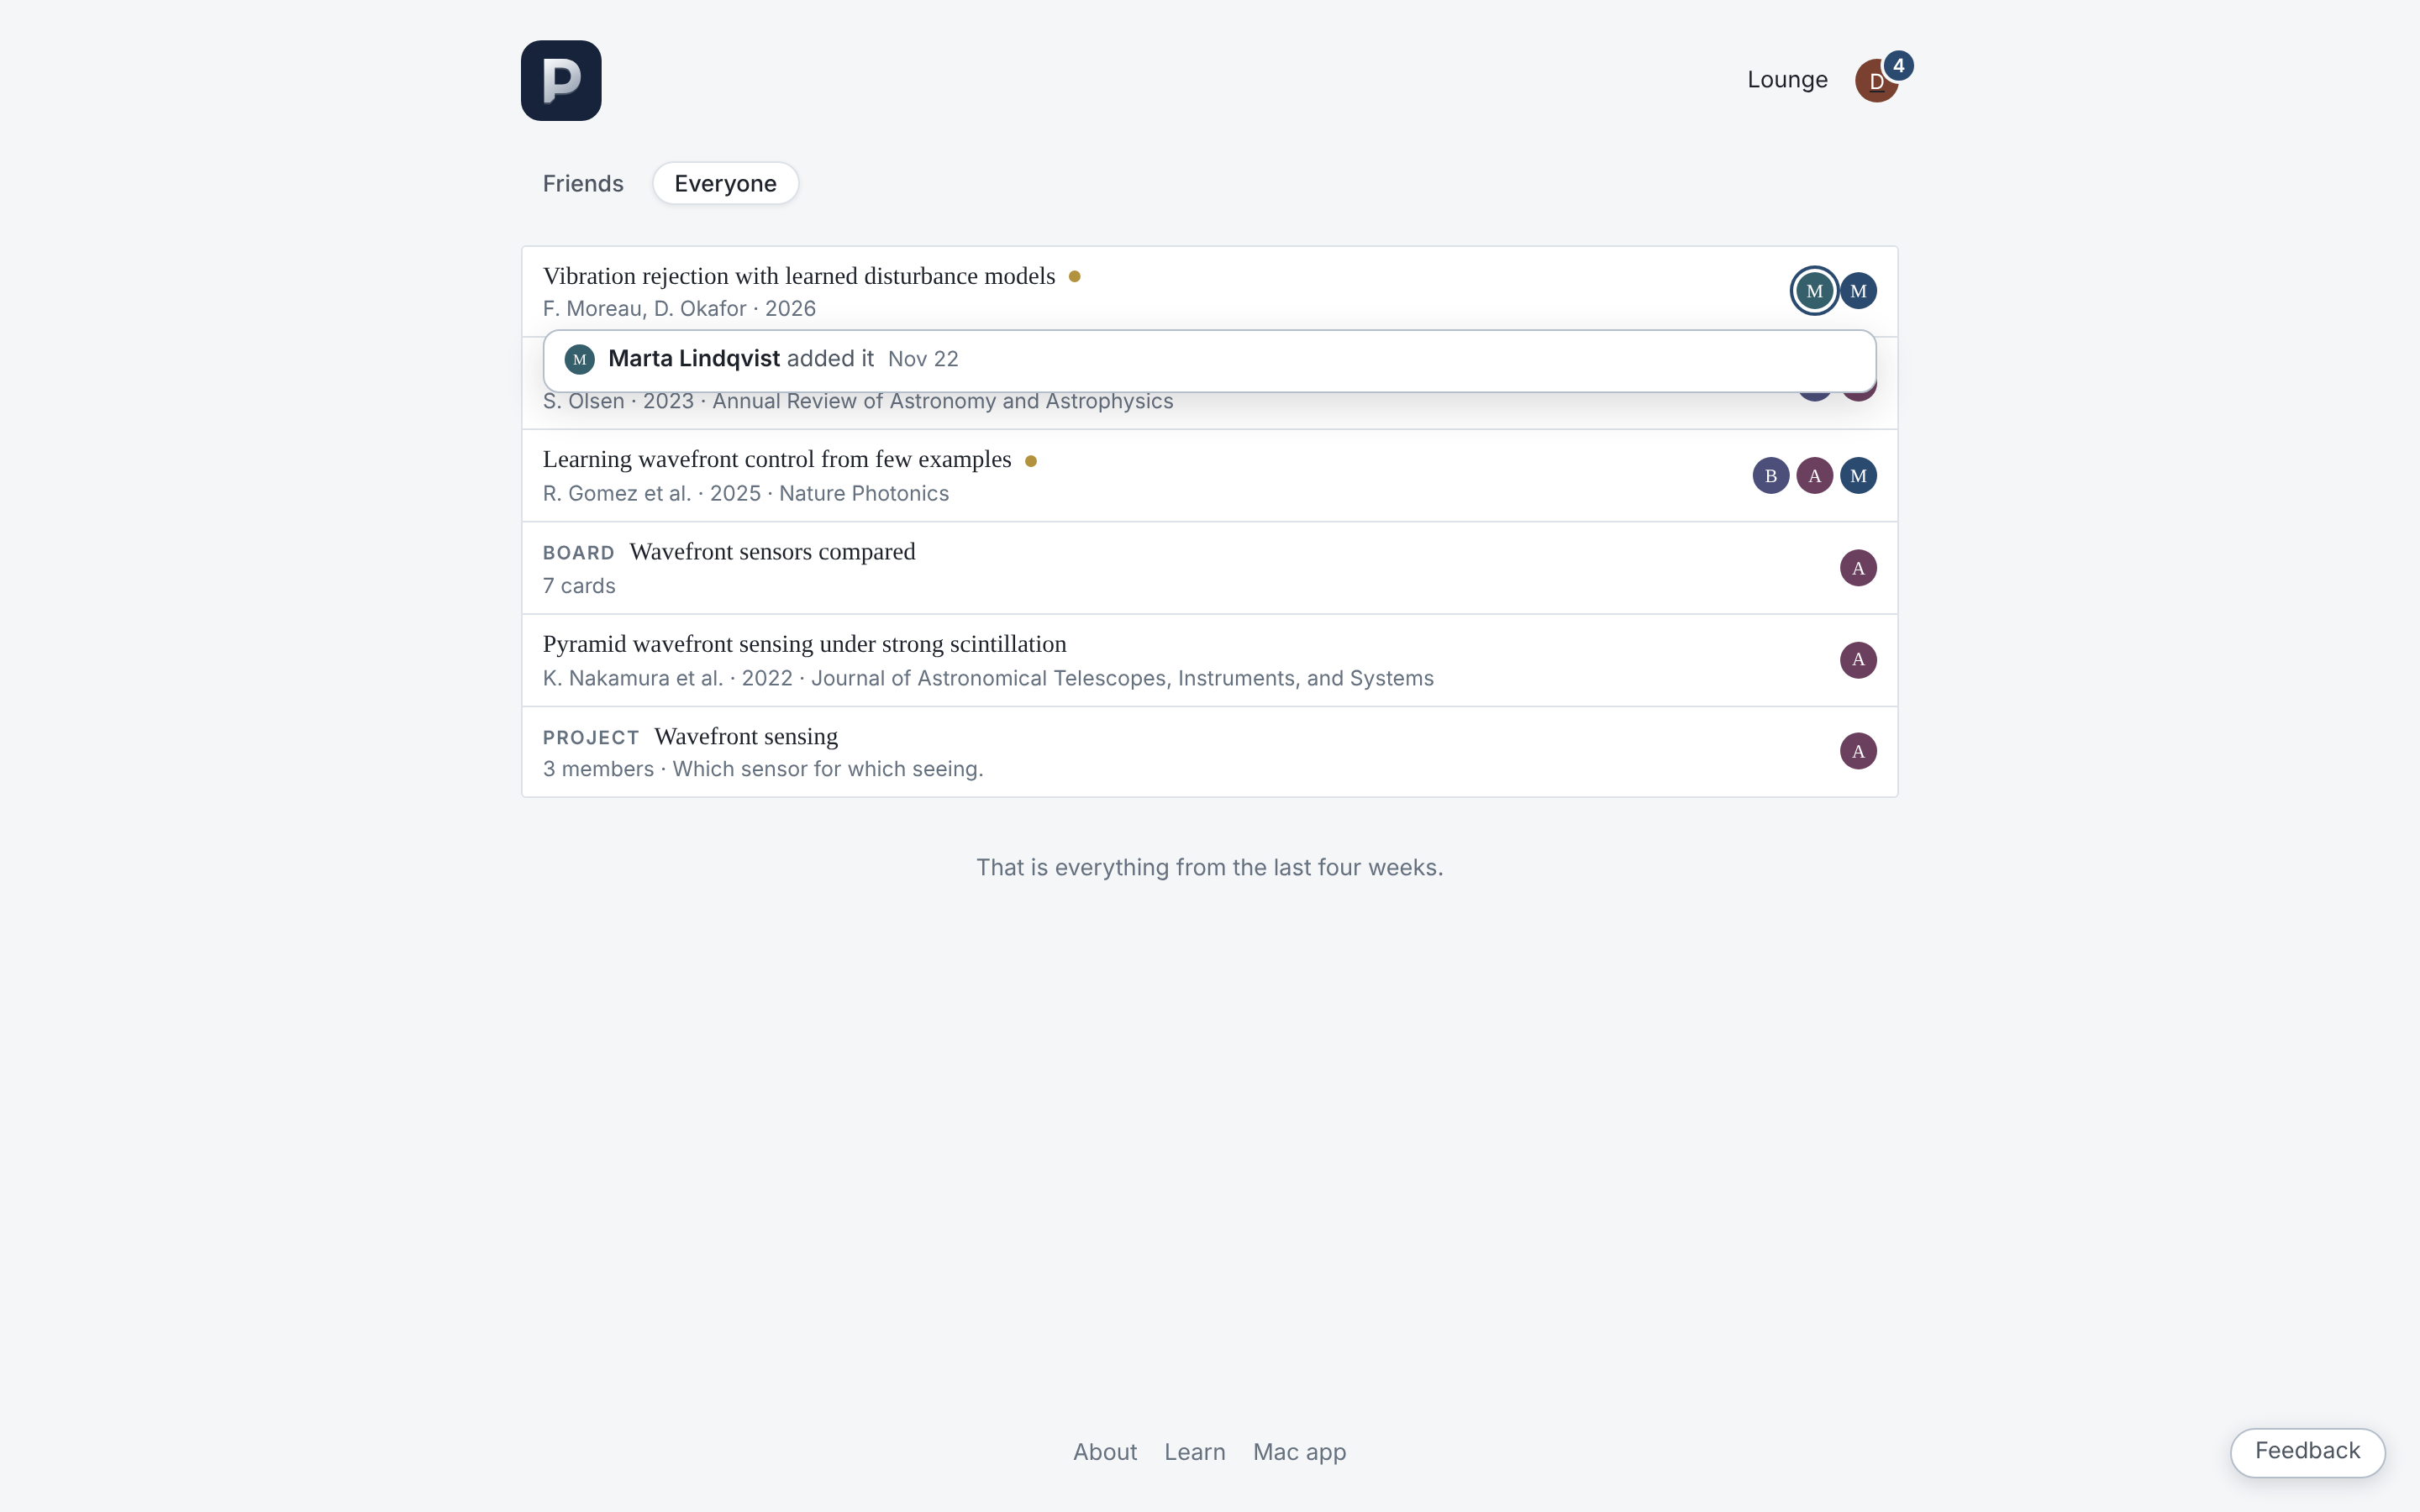 P
Lounge
D
4
Friends
Everyone
Vibration rejection with learned disturbance models
F. Moreau, D. Okafor · 2026
M M
M Marta Lindqvist added it Nov 22
S. Olsen · 2023 · Annual Review of Astronomy and Astrophysics
Learning wavefront control from few examples
R. Gomez et al. · 2025 · Nature Photonics
B A M
BOARD Wavefront sensors compared
7 cards
A
Pyramid wavefront sensing under strong scintillation
K. Nakamura et al. · 2022 · Journal of Astronomical Telescopes, Instruments, and Systems
A
PROJECT Wavefront sensing
3 members · Which sensor for which seeing.
A
That is everything from the last four weeks.
About Learn Mac app
Feedback